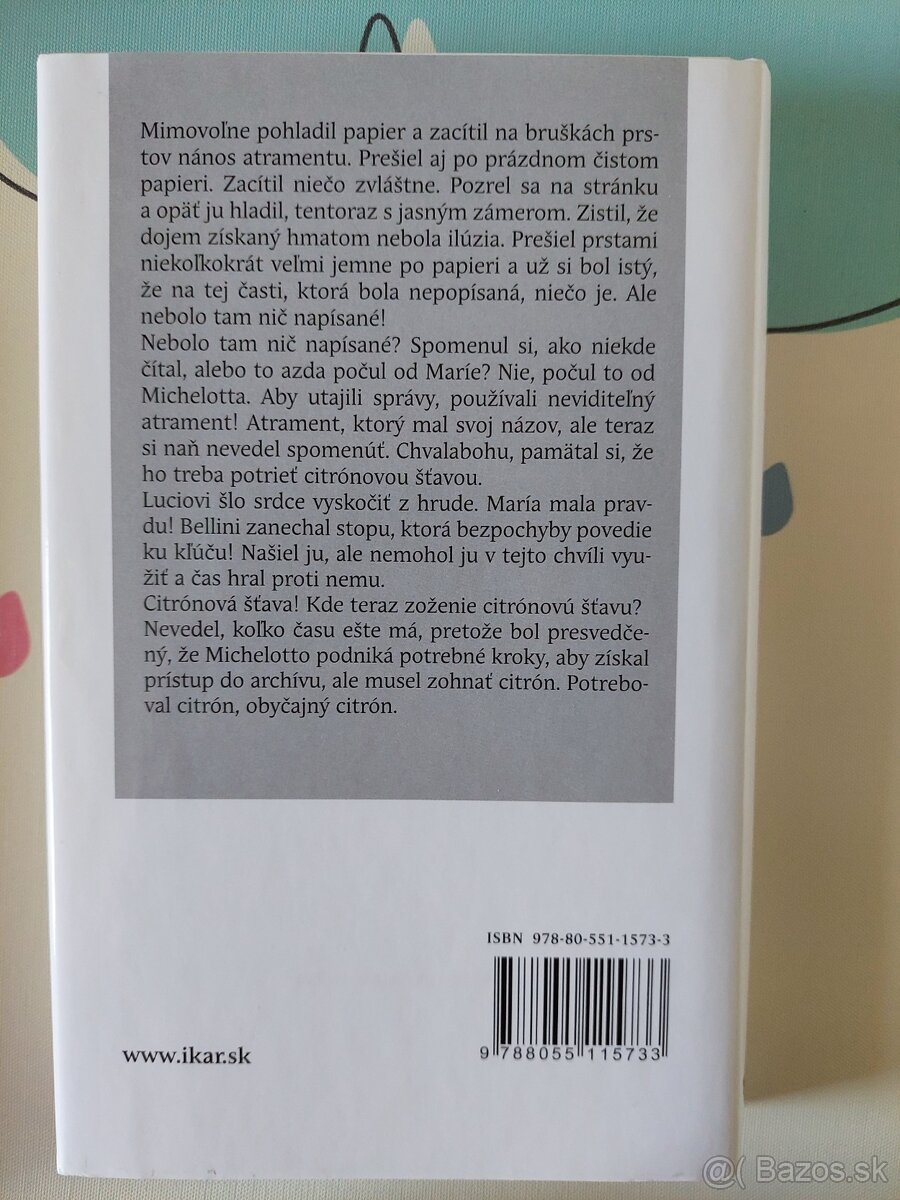 Mimovoľne pohladil papier a zacítil na bruškách prs-
tov nános atramentu. Prešiel aj po prázdnom čistom
papieri. Zacítil niečo zvláštne. Pozrel sa na stránku
a opäť ju hladil, tentoraz s jasným zámerom. Zistil, že
dojem získaný hmatom nebola ilúzia. Prešiel prstami
niekoľkokrát veľmi jemne po papieri a už si bol istý,
že na tej časti, ktorá bola nepopísaná, niečo je. Ale
nebolo tam nič napísané!
Nebolo tam nič napísané? Spomenul si, ako niekde
čítal, alebo to azda počul od Maríe? Nie, počul to od
Michelotta. Aby utajili správy, používali neviditeľný
atrament! Atrament, ktorý mal svoj názov, ale teraz
si naň nevedel spomenúť. Chvalabohu, pamätal si, že
ho treba potrieť citrónovou šťavou.
Luciovi šlo srdce vyskočiť z hrude. María mala prav-
du! Bellini zanechal stopu, ktorá bezpochyby povedie
ku kľúču! Našiel ju, ale nemohol ju v tejto chvíli vyu-
žiť a čas hral proti nemu.
Citrónová šťava! Kde teraz zoženie citrónovú šťavu?
Nevedel, koľko času ešte má, pretože bol presvedče-
ný, že Michelotto podniká potrebné kroky, aby získal
prístup do archívu, ale musel zohnať citrón. Potrebo-
val citrón, obyčajný citrón.
ISBN 978-80-551-1573-3
9 788055 115733
www.ikar.sk
@( Bazos.sk